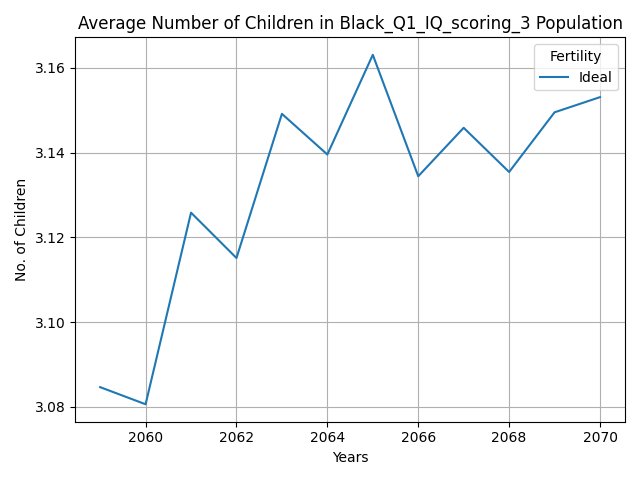 Average Number of Children in Black_Q1_IQ_scoring_3 Population
Fertility
Ideal
3.16
3.14
3.12
3.10
3.08
No. of Children
2060 2062 2064 2066 2068 2070
Years